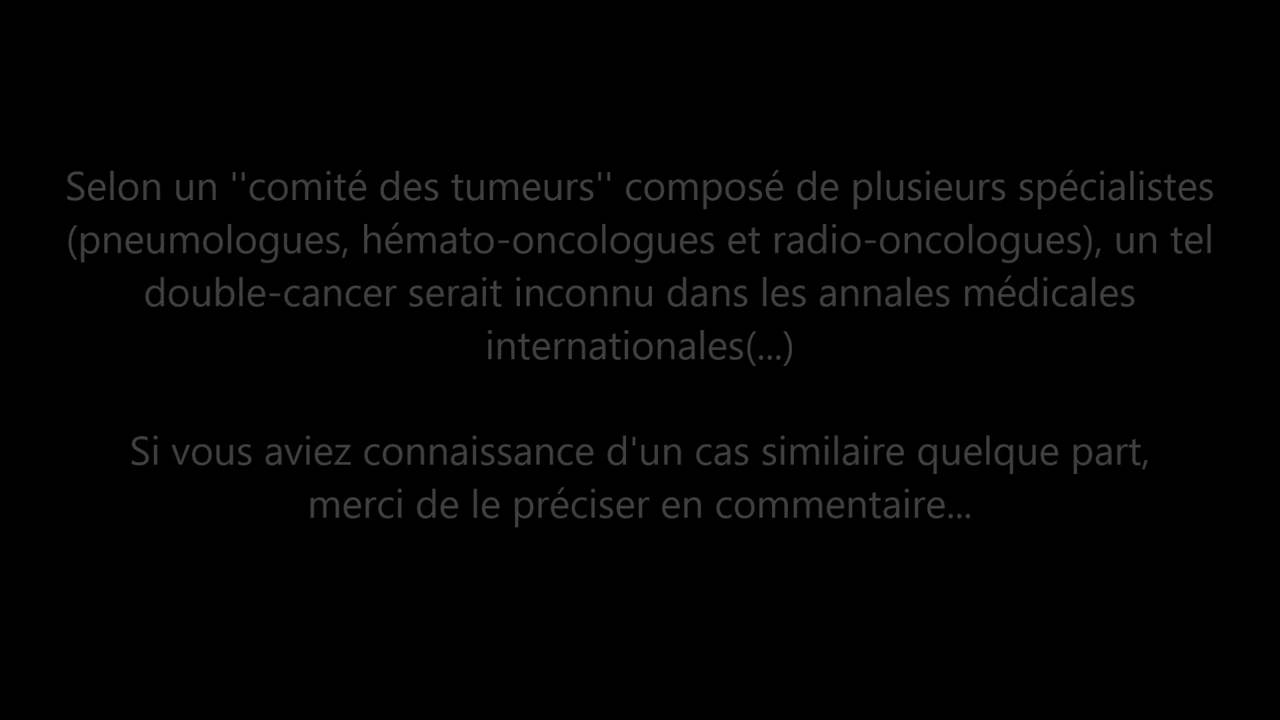 Selon un ''comité des tumeurs'' composé de plusieurs spécialistes
(pneumologues, hémato-oncologues et radio-oncologues), un tel
double-cancer serait inconnu dans les annales médicales
internationales(...)
Si vous aviez connaissance d'un cas similaire quelque part,
merci de le préciser en commentaire...